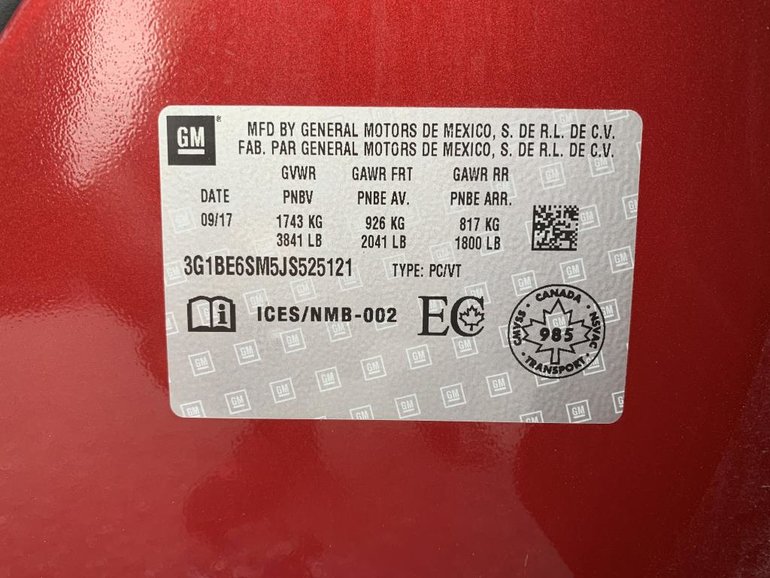 GM ® MFD BY GENERAL MOTORS DE MEXICO, S. DE R.L. DE C.V.
FAB. PAR GENERAL MOTORS DE MEXICO, S. DE R.L. DE C.V.
GVWR GAWR FRT GAWR RR
DATE PNBV PNBE AV. PNBE ARR.
09/17 1743 KG 926 KG 817 KG
3841 LB 2041 LB 1800 LB
3G1BE6SM5JS525121 TYPE: PC/VT
i ICES/NMB-002 EC
CANADA
CMVSS 985 NSVAC
TRANSPORT